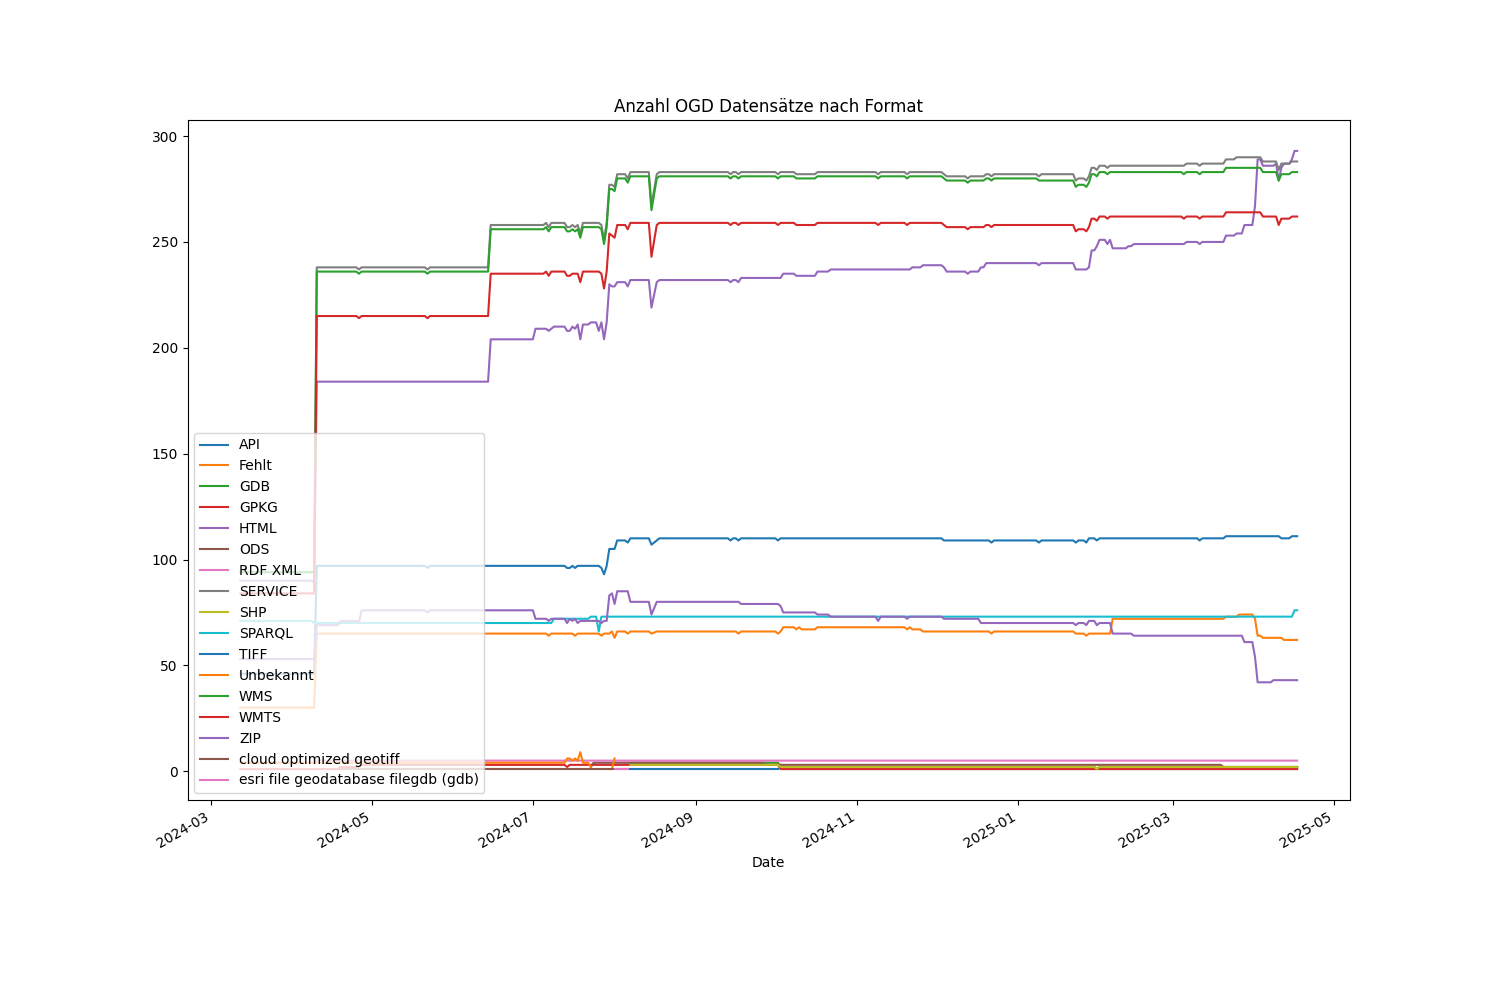 Anzahl OGD Datensätze nach Format
300
250
200
150
100
50
0
API
Fehlt
GDB
GPKG
HTML
ODS
RDF XML
SERVICE
SHP
SPARQL
TIFF
Unbekannt
WMS
WMTS
ZIP
cloud optimized geotiff
esri file geodatabase filegdb (gdb)
2024-03
2024-05
2024-07
2024-09
2024-11
2025-01
2025-03
2025-05
Date